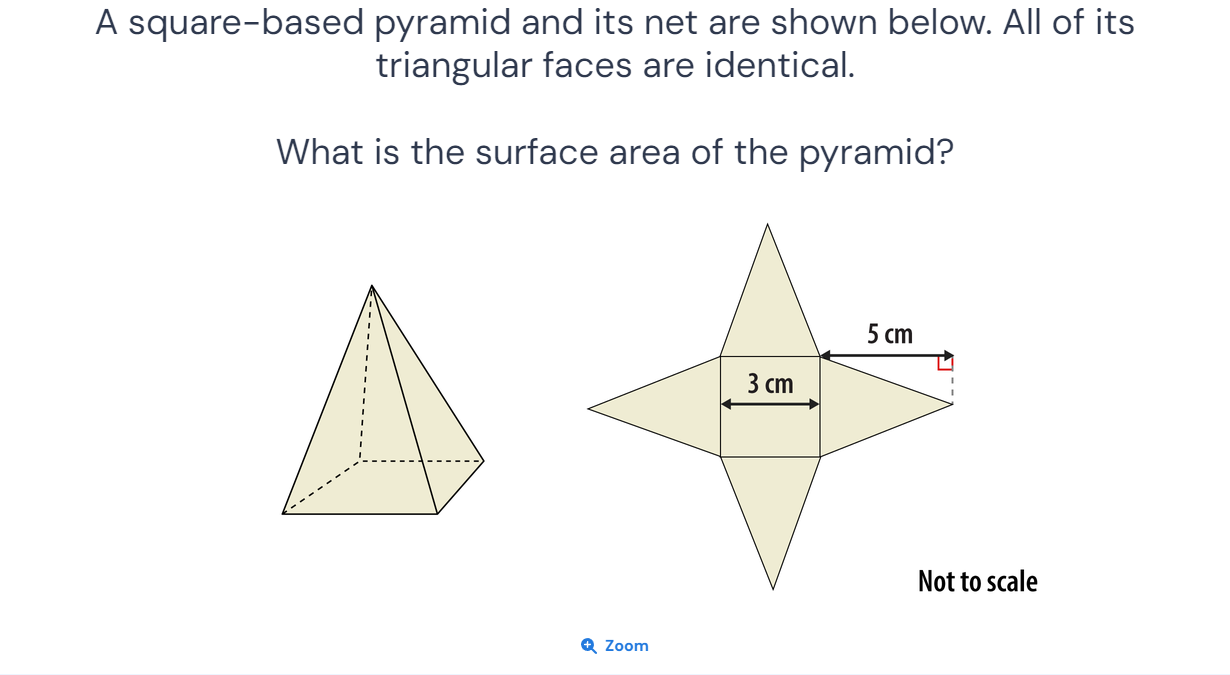 A square-based pyramid and its net are shown below. All of its
triangular faces are identical.
What is the surface area of the pyramid?
5 cm
3 cm
Not to scale
Zoom